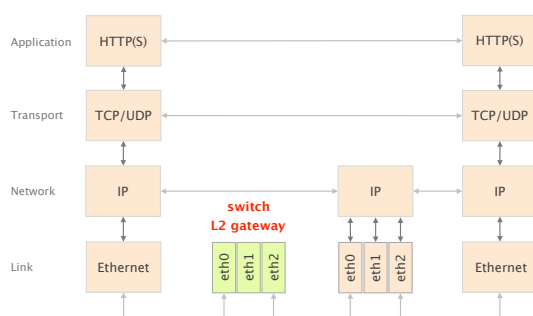 Application HTTP(S) HTTP(S)
Transport TCP/UDP TCP/UDP
Network IP IP IP
switch
L2 gateway
Link Ethernet eth0 eth1 eth2 eth0 eth1 eth2 Ethernet